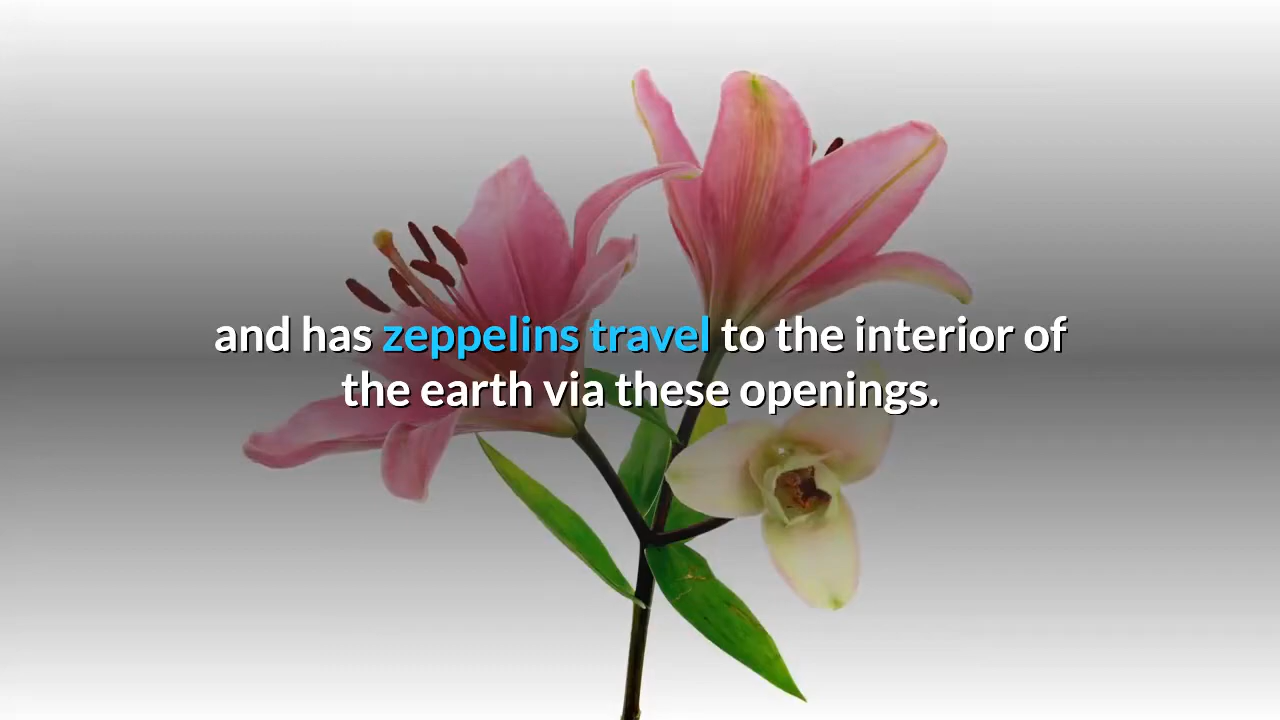 and has zeppelins travel to the interior of
the earth via these openings.